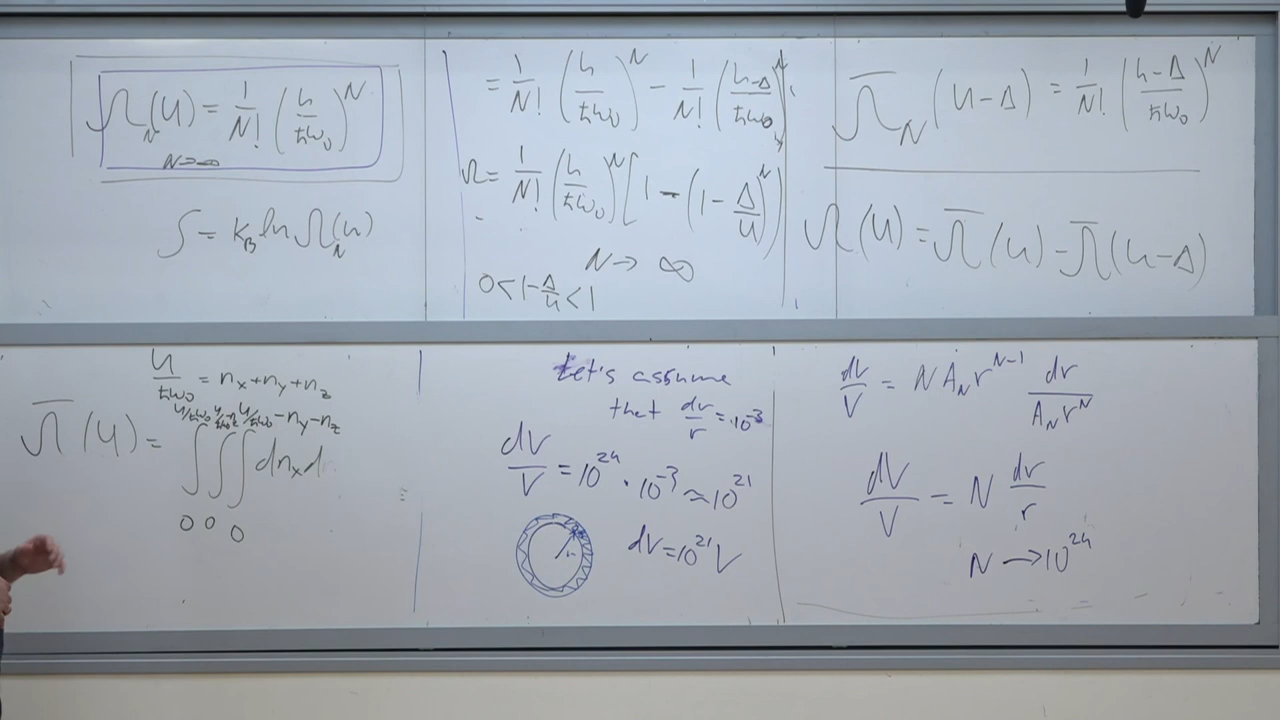 Ω_N(U) = 1/N! (U/ħω₀)^N
N→∞
S = k_B ln Ω_N(U)
= 1/N! (U/ħω₀)^N − 1/N! (U−Δ/ħω₀)^N
Ω = 1/N! (U/ħω₀)^N [1 − (1 − Δ/U)^N]
N → ∞
0 < 1 − Δ/U < 1
Ω̄_N (U−Δ) = 1/N! (U−Δ/ħω₀)^N
Ω(U) = Ω̄(U) − Ω̄(U−Δ)
U/ħω₀ = n_x + n_y + n_z
Ω̄(U) = ∫∫∫ dn_x d
0 0 0
Let's assume
that dr/r = 10^-3
dV/V = 10^24 · 10^-3 ≈ 10^21
r
dV = 10^21 V
dV/V = N A_N r^N-1 dr/A_N r^N
dV/V = N dr/r
N → 10^24